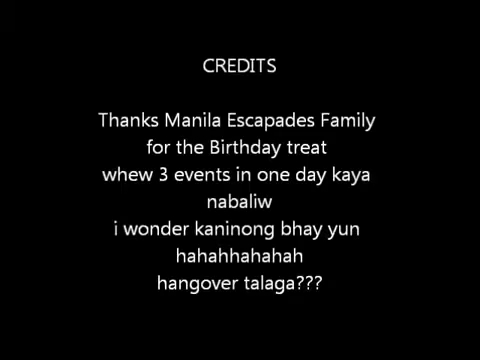 CREDITS
Thanks Manila Escapades Family
for the Birthday treat
whew 3 events in one day kaya
nabaliw
i wonder kaninong bhay yun
hahahhahahah
hangover talaga???